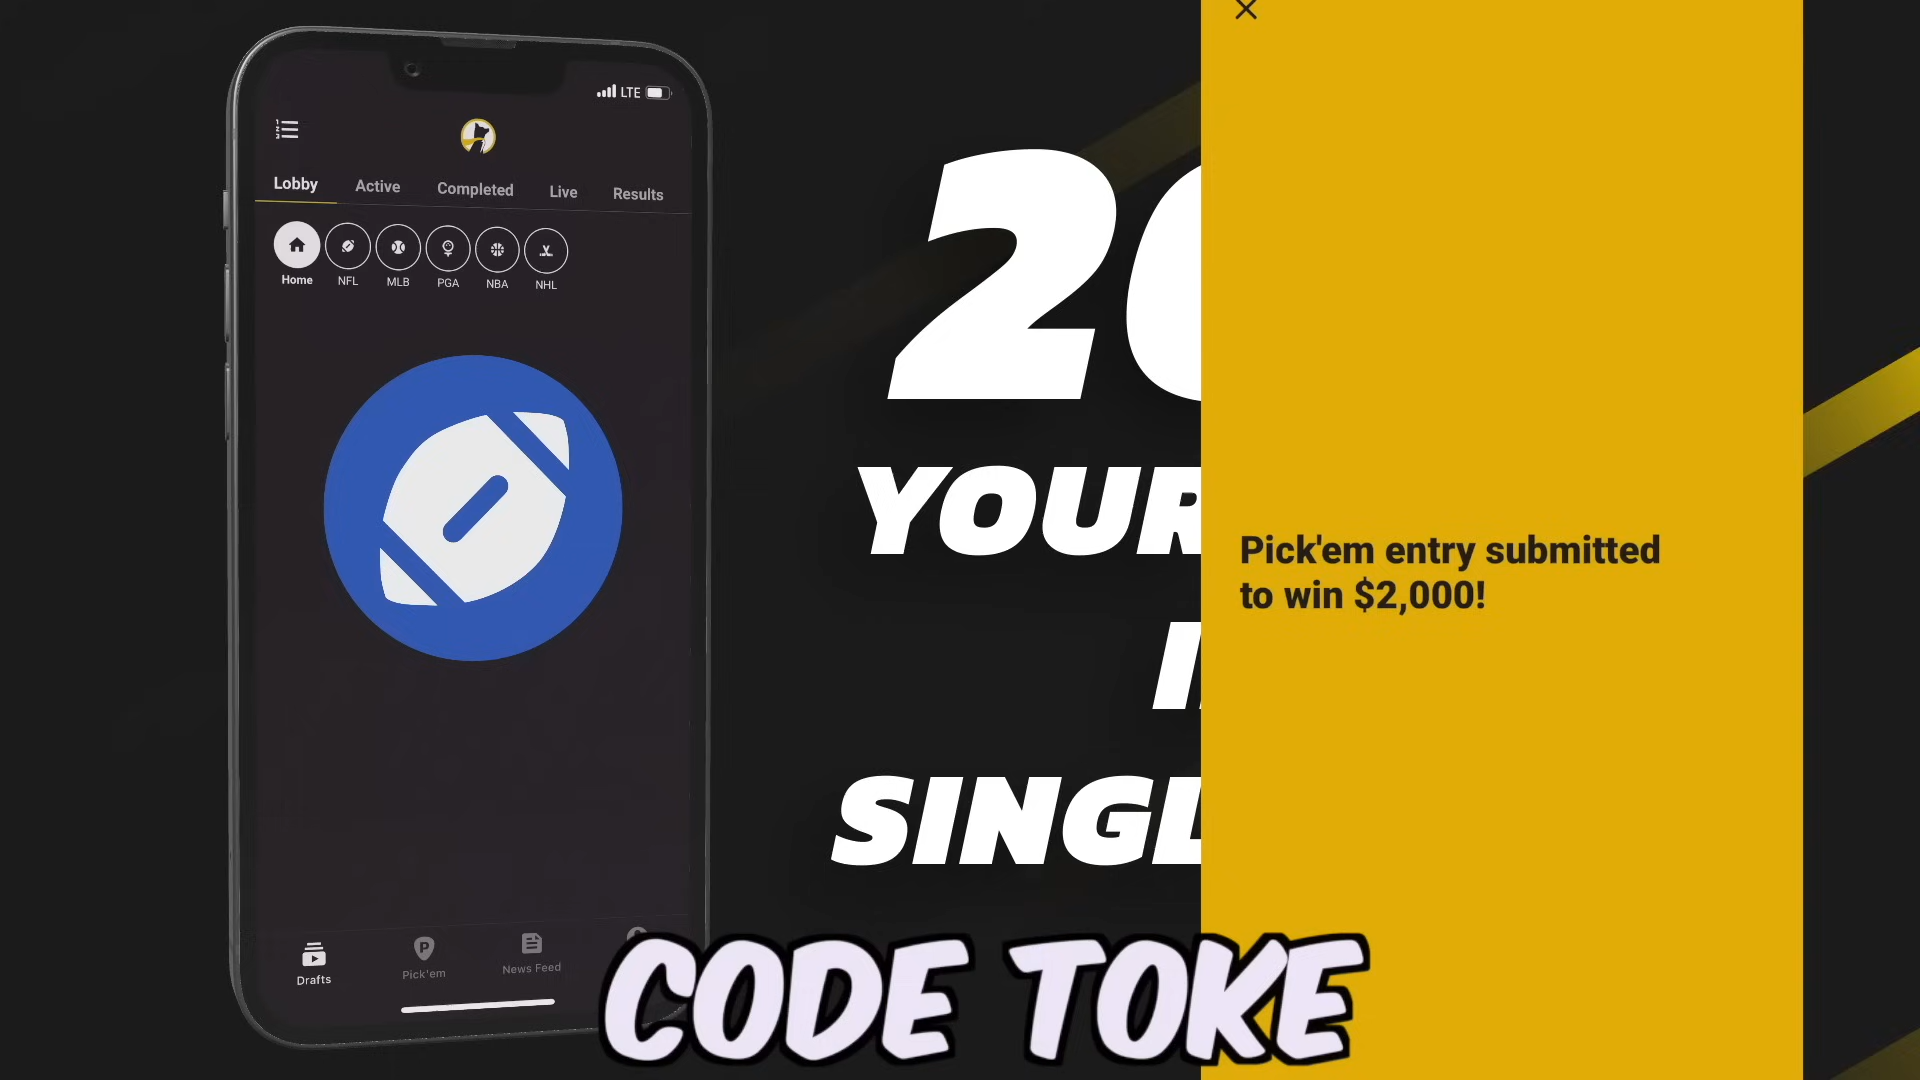 LTE
Lobby Active Completed Live Results
Home NFL MLB PGA NBA NHL
Drafts Pick'em News Feed
YOUR
SINGL
Pick'em entry submitted
to win $2,000!
CODE TOKE